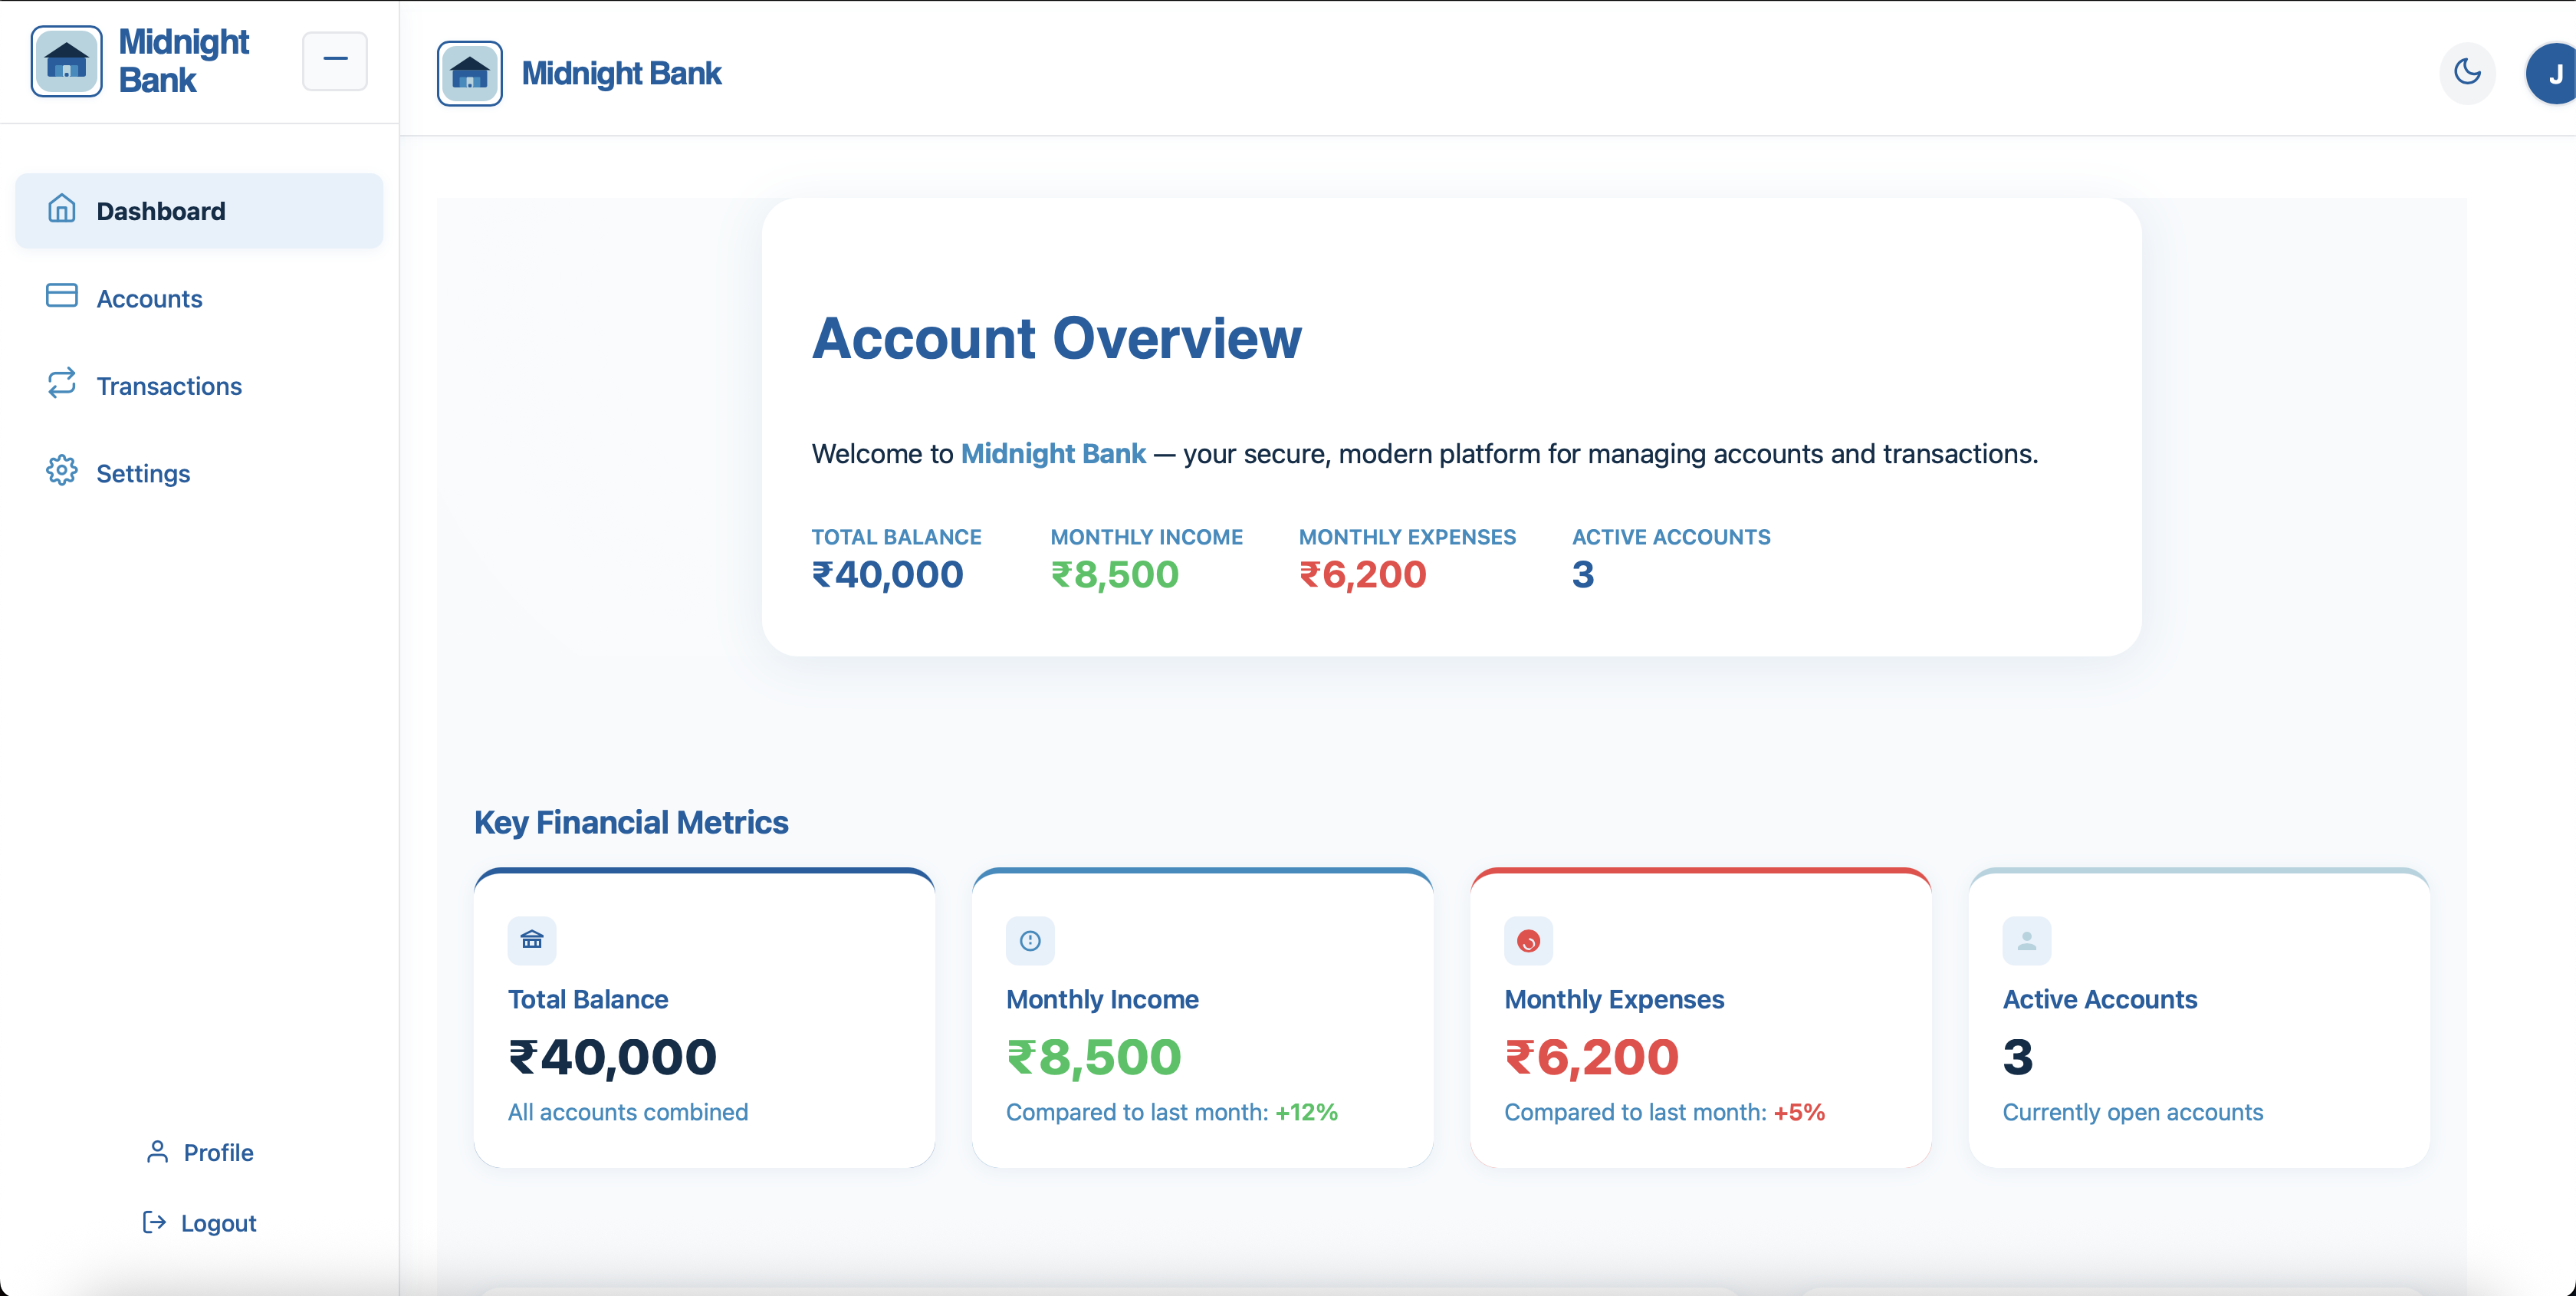 Midnight
Bank
Midnight Bank
J
Dashboard
Accounts
Transactions
Settings
Profile
Logout
Account Overview
Welcome to Midnight Bank — your secure, modern platform for managing accounts and transactions.
TOTAL BALANCE MONTHLY INCOME MONTHLY EXPENSES ACTIVE ACCOUNTS
₹40,000 ₹8,500 ₹6,200 3
Key Financial Metrics
Total Balance
₹40,000
All accounts combined
Monthly Income
₹8,500
Compared to last month: +12%
Monthly Expenses
₹6,200
Compared to last month: +5%
Active Accounts
3
Currently open accounts